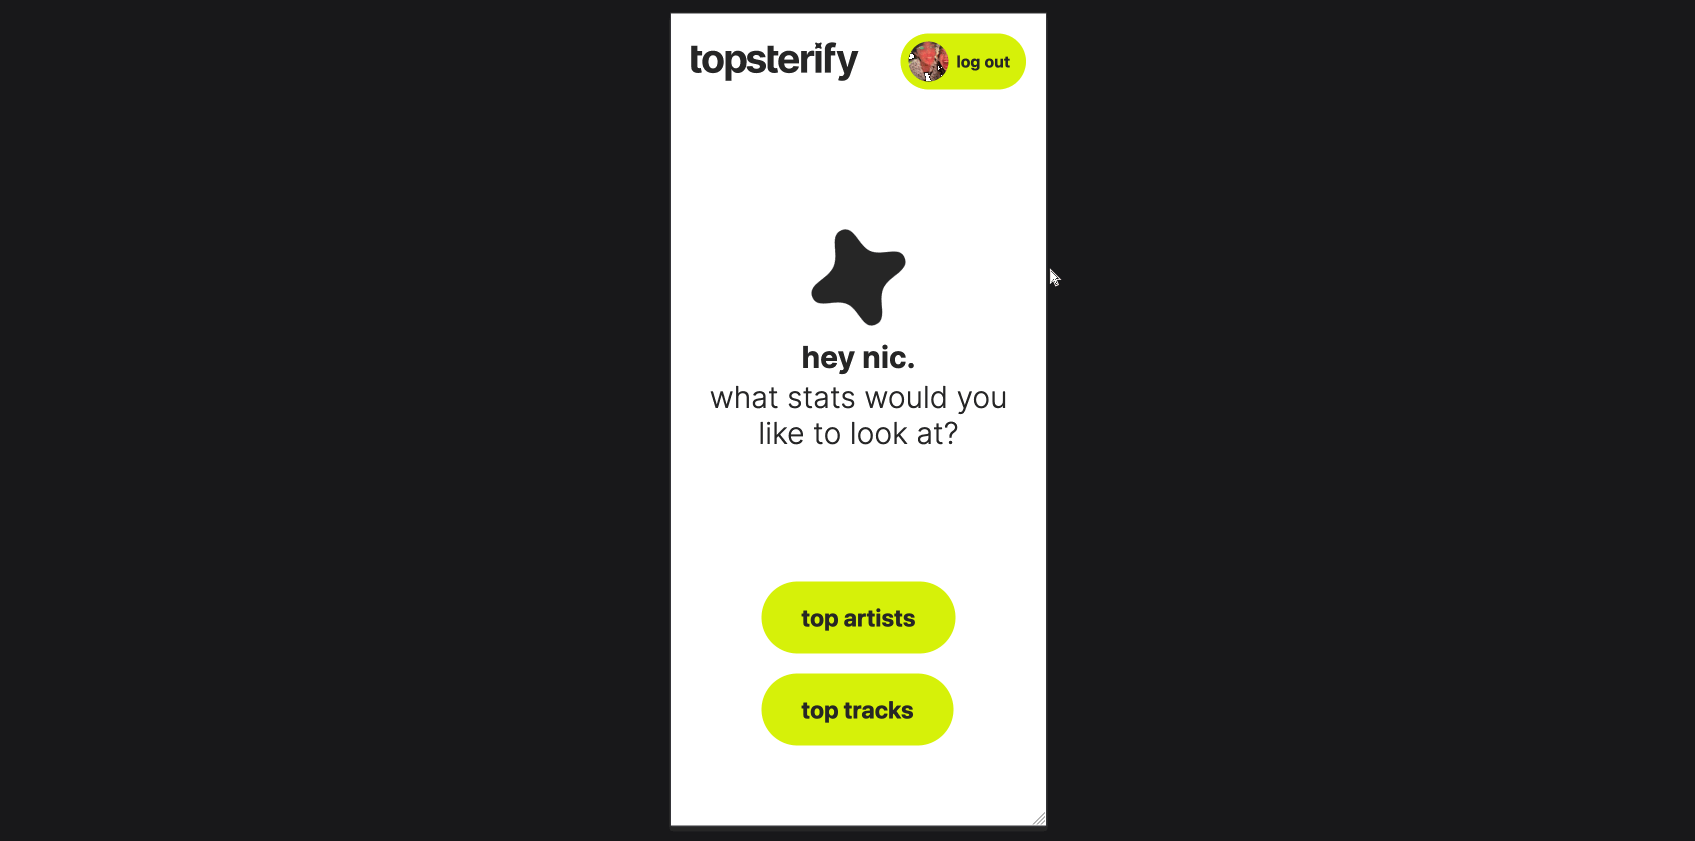 topsterify
log out
hey nic.
what stats would you
like to look at?
top artists
top tracks